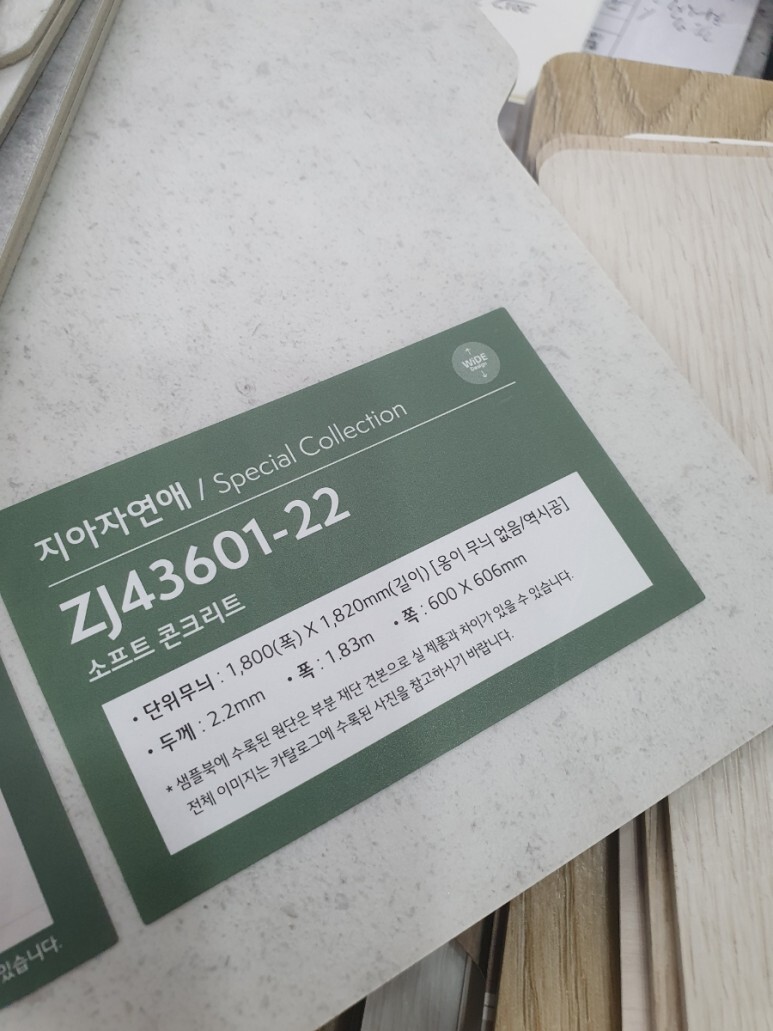 WIDE
Design
지아자연애 / Special Collection
ZJ43601-22
소프트 콘크리트
• 단위무늬 : 1,800(폭) X 1,820mm(길이) [옹이 무늬 없음/역시공]
• 두께 : 2.2mm • 폭 : 1.83m • 쪽 : 600 X 606mm
* 샘플북에 수록된 원단은 부분 재단 견본으로 실 제품과 차이가 있을 수 있습니다.
전체 이미지는 카탈로그에 수록된 사진을 참고하시기 바랍니다.
있습니다.